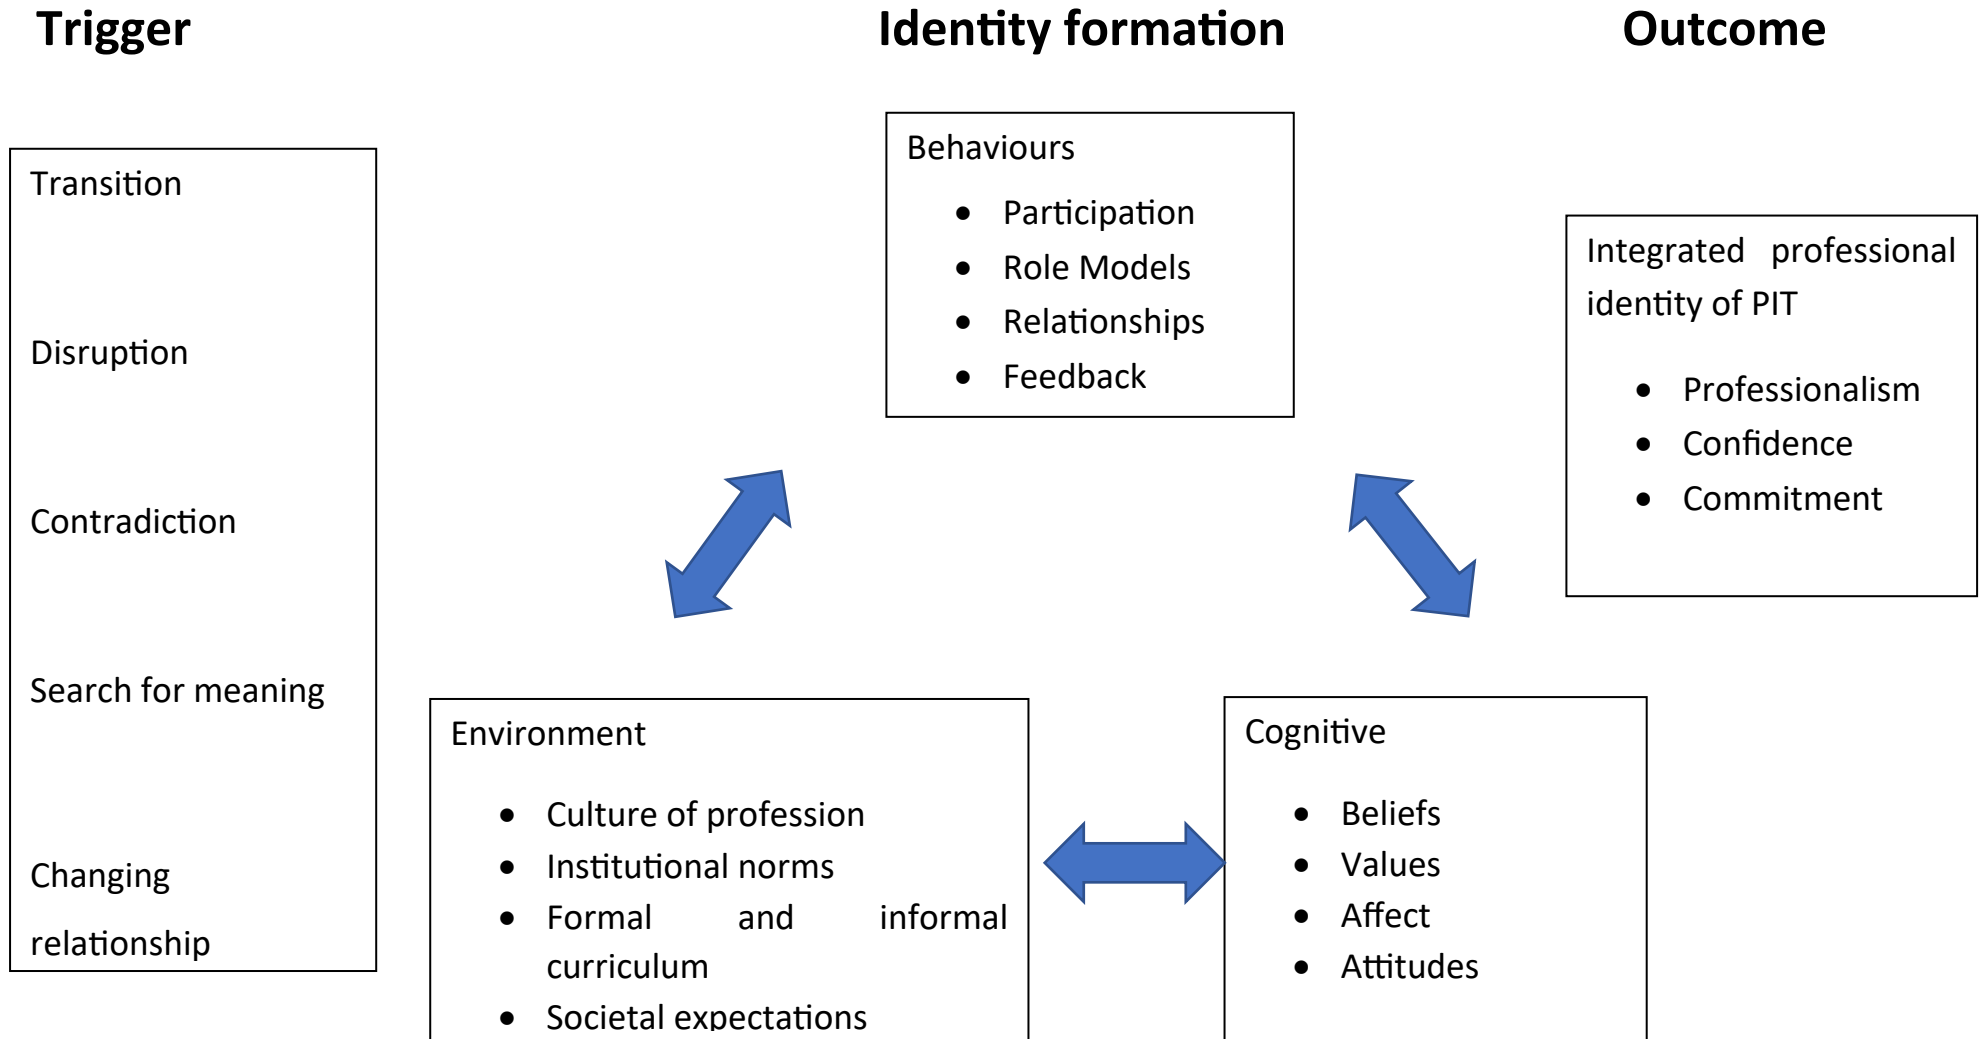 Trigger
Identity formation
Outcome
Transition
Disruption
Contradiction
Search for meaning
Changing
relationship
Behaviours
• Participation
• Role Models
• Relationships
• Feedback
Environment
• Culture of profession
• Institutional norms
• Formal and informal
curriculum
• Societal expectations
Cognitive
• Beliefs
• Values
• Affect
• Attitudes
Integrated professional
identity of PIT
• Professionalism
• Confidence
• Commitment